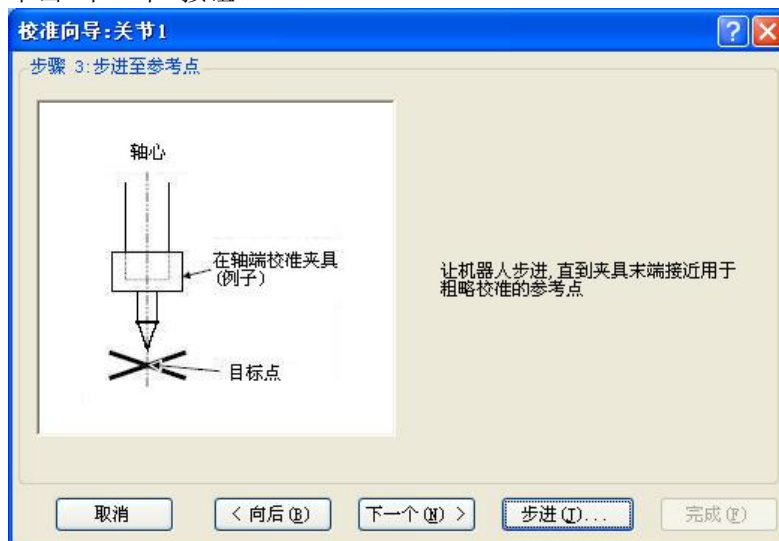 校准向导:关节1
步骤 3:步进至参考点
轴心
在轴端校准夹具
(例子)
目标点
让机器人步进,直到夹具末端接近用于
粗略校准的参考点
取消
< 向后(B)
下一个(N) >
步进(J)...
完成(F)